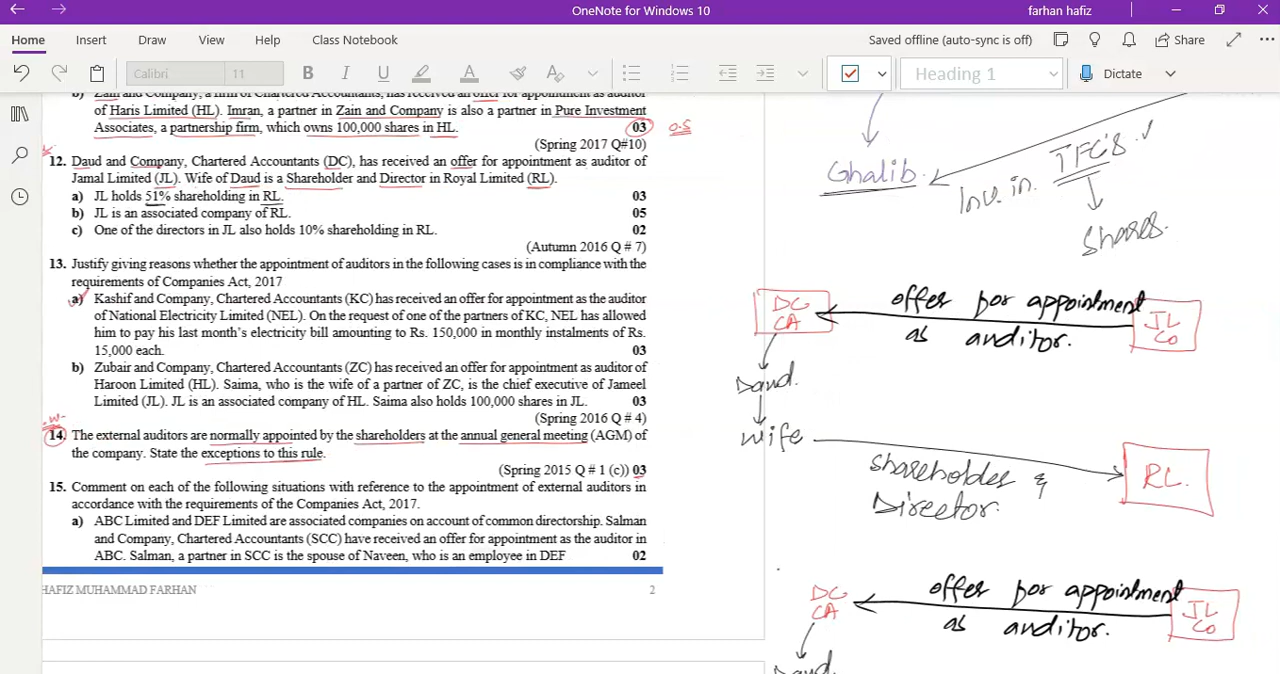 OneNote for Windows 10
farhan hafiz
Home Insert Draw View Help Class Notebook
Saved offline (auto-sync is off)
Share
Calibri 11
B I U A A
Heading 1
Dictate
b) Zain and Company, a firm of Chartered Accountants, has received an offer for appointment as auditor
of Haris Limited (HL). Imran, a partner in Zain and Company is also a partner in Pure Investment
Associates, a partnership firm, which owns 100,000 shares in HL. 03 0.5
(Spring 2017 Q#10)
12. Daud and Company, Chartered Accountants (DC), has received an offer for appointment as auditor of
Jamal Limited (JL). Wife of Daud is a Shareholder and Director in Royal Limited (RL).
a) JL holds 51% shareholding in RL. 03
b) JL is an associated company of RL. 05
c) One of the directors in JL also holds 10% shareholding in RL. 02
(Autumn 2016 Q # 7)
13. Justify giving reasons whether the appointment of auditors in the following cases is in compliance with the
requirements of Companies Act, 2017
a) Kashif and Company, Chartered Accountants (KC) has received an offer for appointment as the auditor
of National Electricity Limited (NEL). On the request of one of the partners of KC, NEL has allowed
him to pay his last month's electricity bill amounting to Rs. 150,000 in monthly instalments of Rs.
15,000 each. 03
b) Zubair and Company, Chartered Accountants (ZC) has received an offer for appointment as auditor of
Haroon Limited (HL). Saima, who is the wife of a partner of ZC, is the chief executive of Jameel
Limited (JL). JL is an associated company of HL. Saima also holds 100,000 shares in JL. 03
(Spring 2016 Q # 4)
14. The external auditors are normally appointed by the shareholders at the annual general meeting (AGM) of
the company. State the exceptions to this rule.
(Spring 2015 Q # 1 (c)) 03
15. Comment on each of the following situations with reference to the appointment of external auditors in
accordance with the requirements of the Companies Act, 2017.
a) ABC Limited and DEF Limited are associated companies on account of common directorship. Salman
and Company, Chartered Accountants (SCC) have received an offer for appointment as the auditor in
ABC. Salman, a partner in SCC is the spouse of Naveen, who is an employee in DEF 02
HAFIZ MUHAMMAD FARHAN 2
Ghalib.
Inv. in. TFC's
Shares.
DC
CA
offer for appointment
as auditor.
JL
Co
Daud.
Wife
Shareholder &
Director.
RL.
DC
CA
offer for appointment
as auditor.
JL
Co
Daud